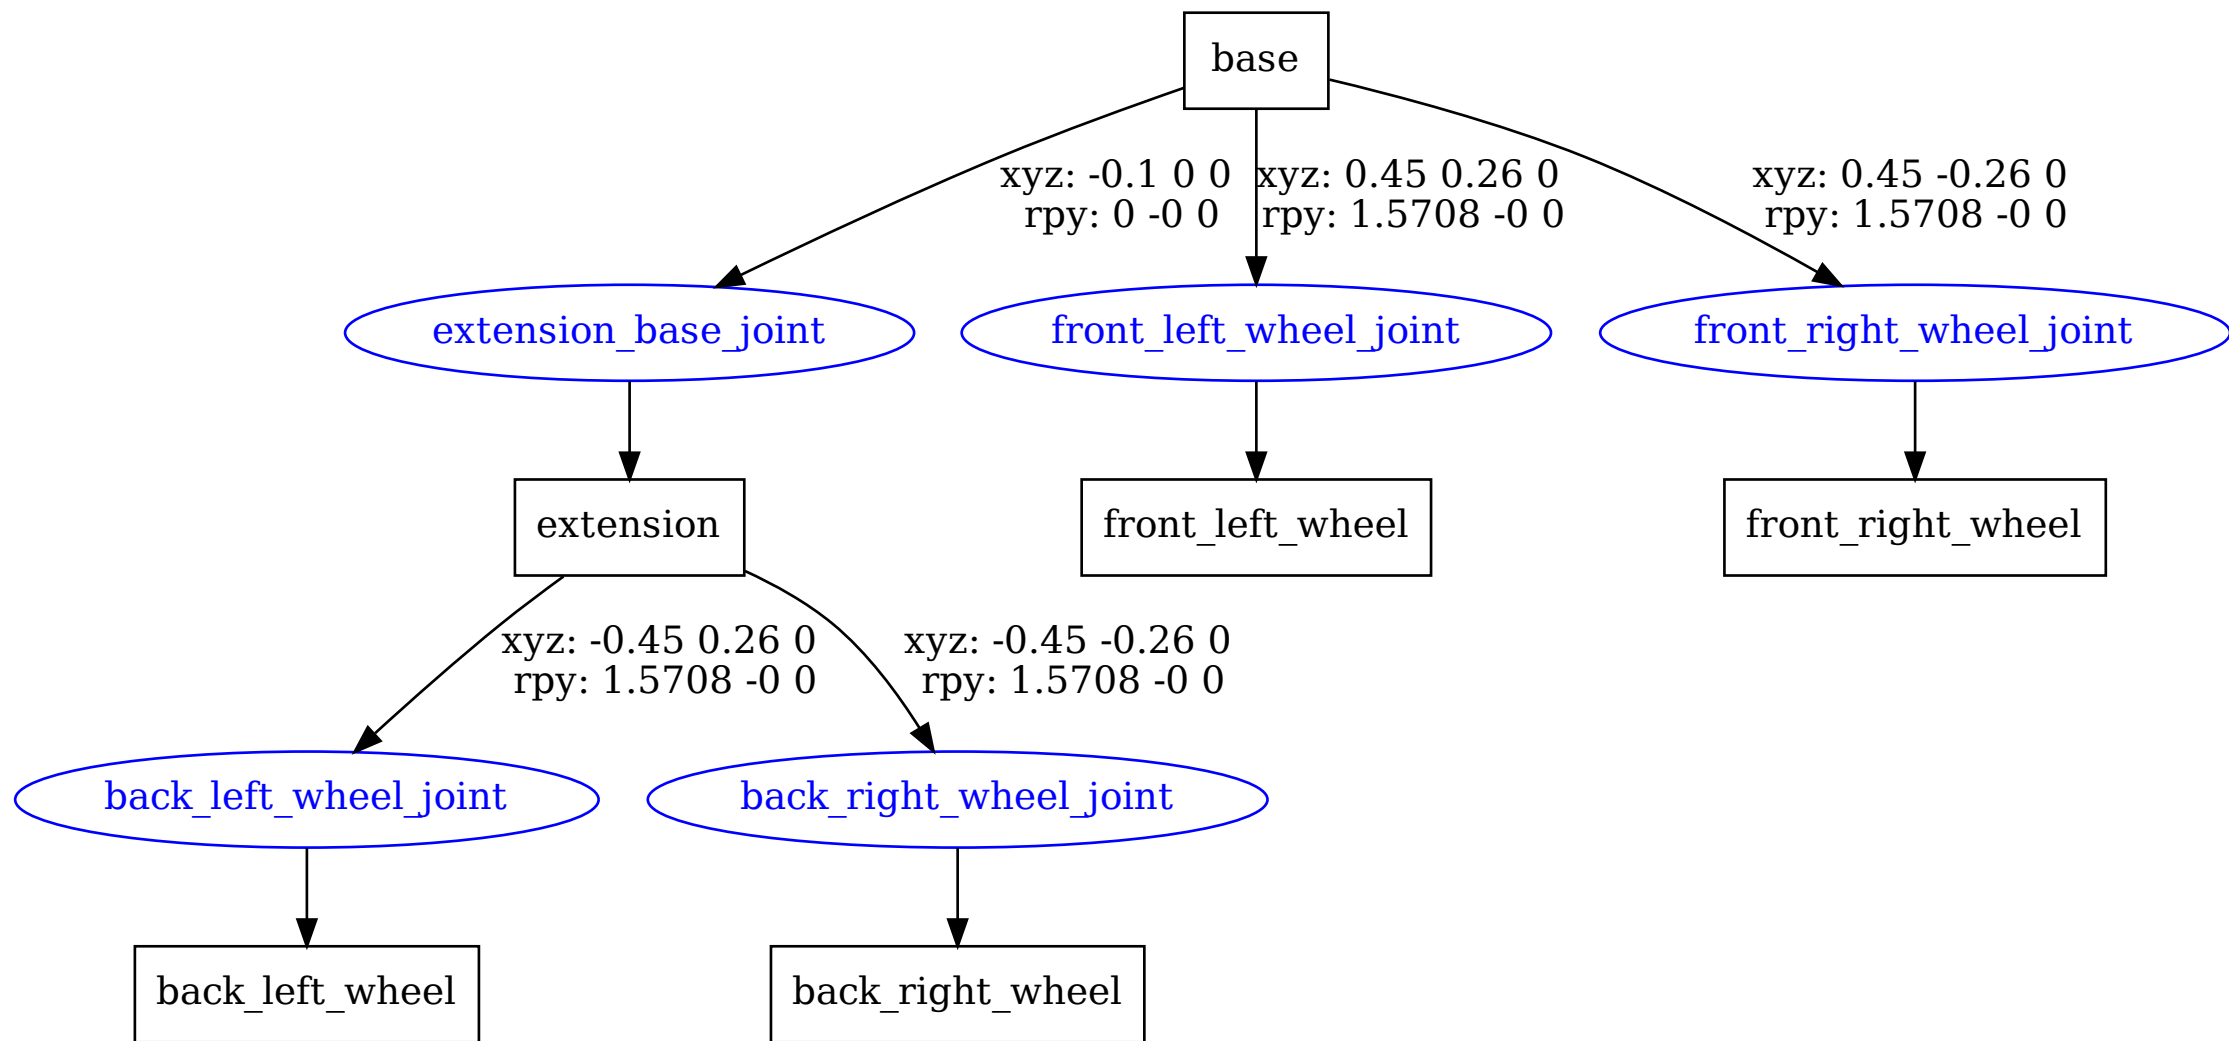 base
xyz: -0.1 0 0
rpy: 0 -0 0
xyz: 0.45 0.26 0
rpy: 1.5708 -0 0
xyz: 0.45 -0.26 0
rpy: 1.5708 -0 0
extension_base_joint
front_left_wheel_joint
front_right_wheel_joint
extension
front_left_wheel
front_right_wheel
xyz: -0.45 0.26 0
rpy: 1.5708 -0 0
xyz: -0.45 -0.26 0
rpy: 1.5708 -0 0
back_left_wheel_joint
back_right_wheel_joint
back_left_wheel
back_right_wheel